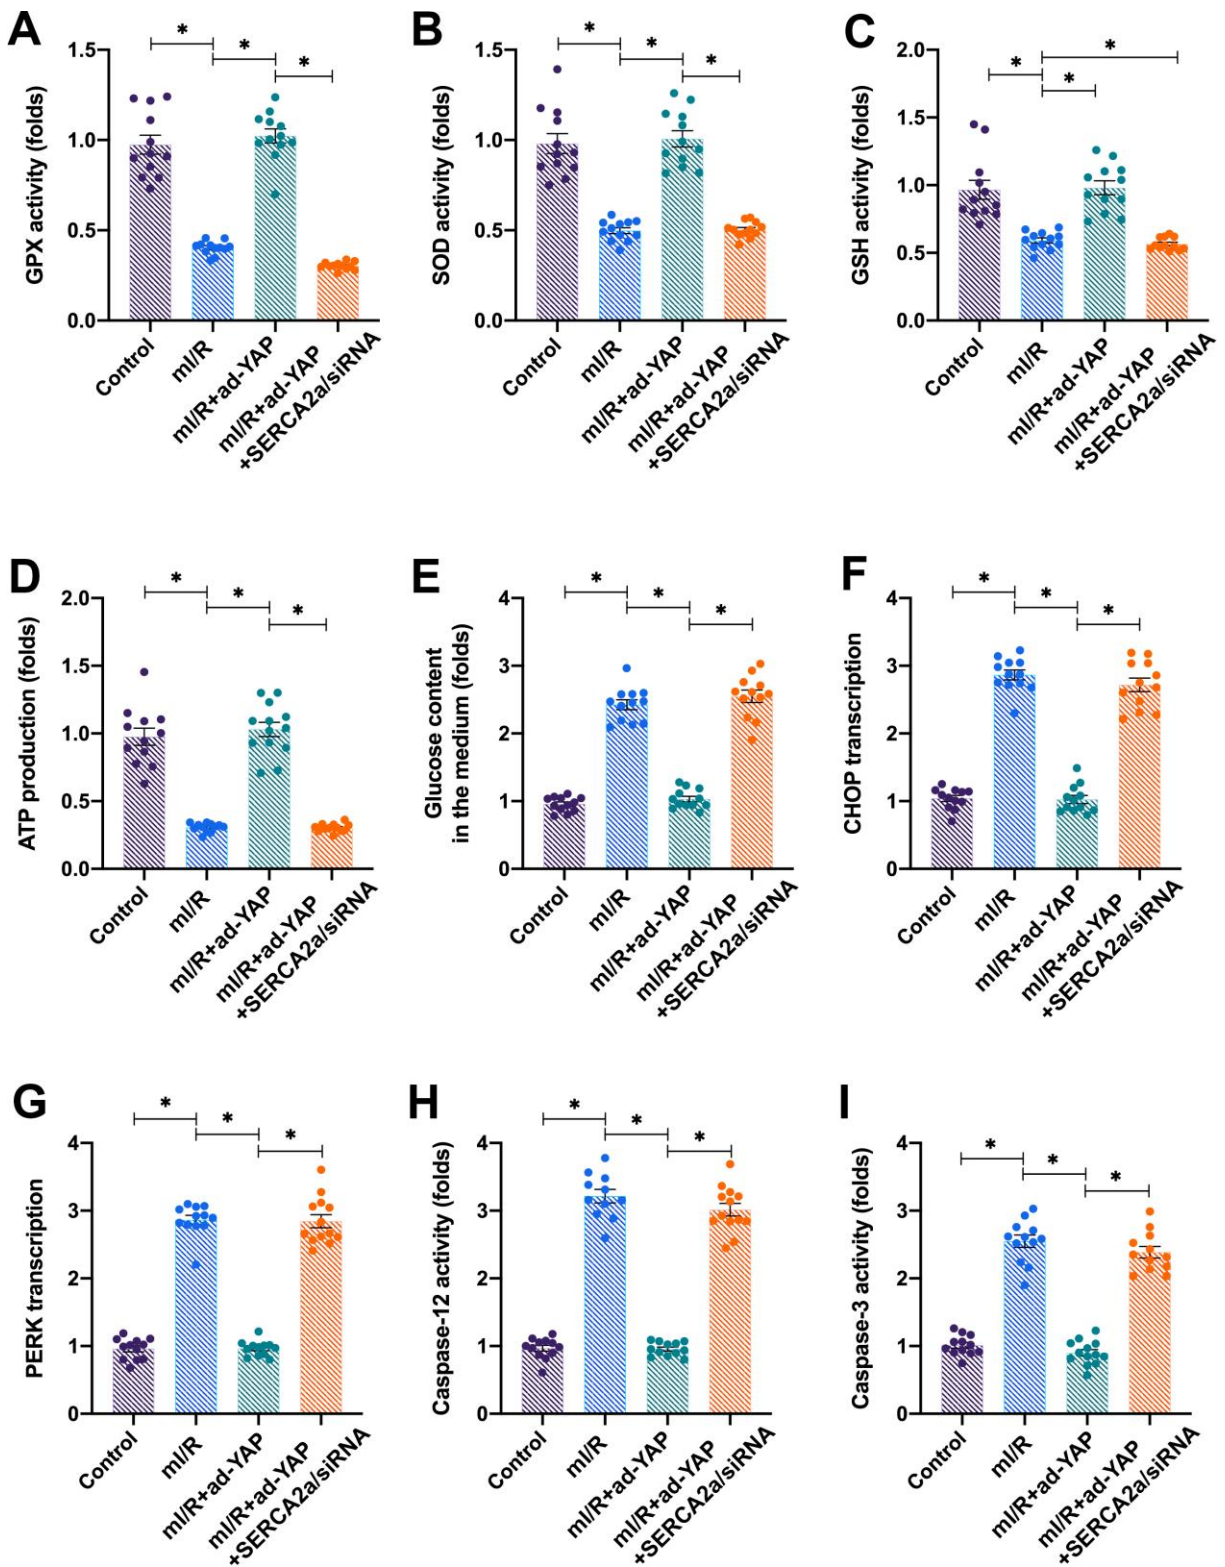 A
GPX activity (folds)
1.5
1.0
0.5
0.0
*
*
*
Control
mI/R
mI/R+ad-YAP
mI/R+ad-YAP
+SERCA2a/siRNA
B
SOD activity (folds)
1.5
1.0
0.5
0.0
*
*
*
Control
mI/R
mI/R+ad-YAP
mI/R+ad-YAP
+SERCA2a/siRNA
C
GSH activity (folds)
2.0
1.5
1.0
0.5
0.0
*
*
*
Control
mI/R
mI/R+ad-YAP
mI/R+ad-YAP
+SERCA2a/siRNA
D
ATP production (folds)
2.0
1.5
1.0
0.5
0.0
*
*
*
Control
mI/R
mI/R+ad-YAP
mI/R+ad-YAP
+SERCA2a/siRNA
E
Glucose content
in the medium (folds)
4
3
2
1
0
*
*
*
Control
mI/R
mI/R+ad-YAP
mI/R+ad-YAP
+SERCA2a/siRNA
F
CHOP transcription
4
3
2
1
0
*
*
*
Control
mI/R
mI/R+ad-YAP
mI/R+ad-YAP
+SERCA2a/siRNA
G
PERK transcription
4
3
2
1
0
*
*
*
Control
mI/R
mI/R+ad-YAP
mI/R+ad-YAP
+SERCA2a/siRNA
H
Caspase-12 activity (folds)
4
3
2
1
0
*
*
*
Control
mI/R
mI/R+ad-YAP
mI/R+ad-YAP
+SERCA2a/siRNA
I
Caspase-3 activity (folds)
4
3
2
1
0
*
*
*
Control
mI/R
mI/R+ad-YAP
mI/R+ad-YAP
+SERCA2a/siRNA